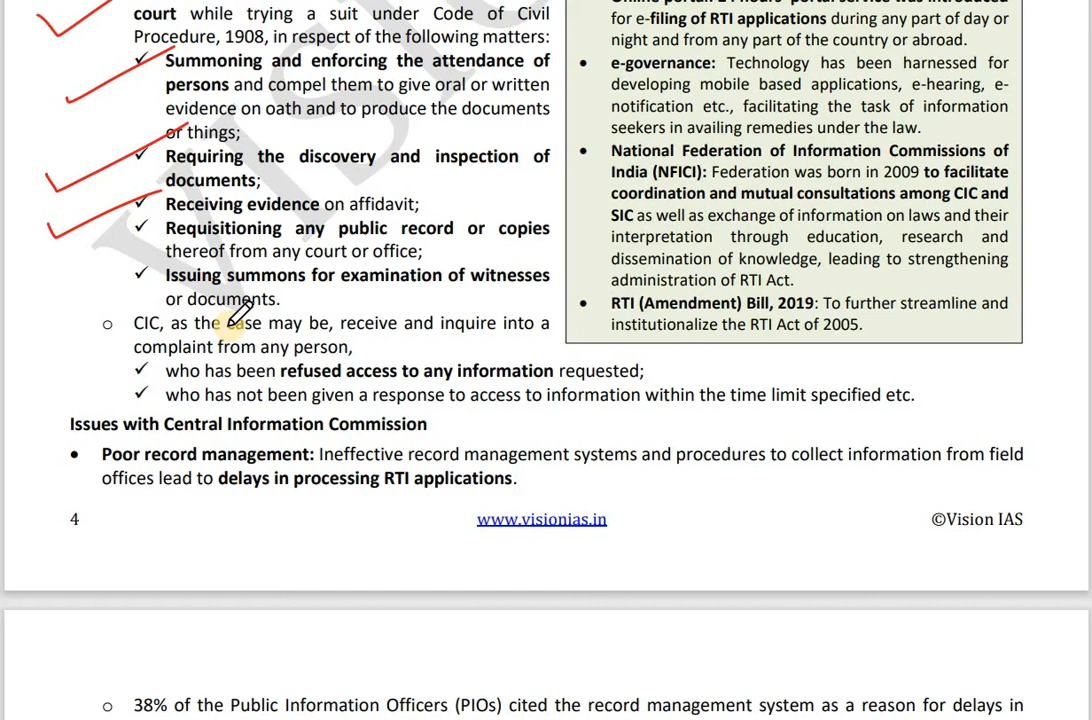 court while trying a suit under Code of Civil
Procedure, 1908, in respect of the following matters:
✓ Summoning and enforcing the attendance of
persons and compel them to give oral or written
evidence on oath and to produce the documents
or things;
✓ Requiring the discovery and inspection of
documents;
✓ Receiving evidence on affidavit;
✓ Requisitioning any public record or copies
thereof from any court or office;
✓ Issuing summons for examination of witnesses
or documents.
o CIC, as the case may be, receive and inquire into a
complaint from any person,
✓ who has been refused access to any information requested;
✓ who has not been given a response to access to information within the time limit specified etc.
for e-filing of RTI applications during any part of day or
night and from any part of the country or abroad.
• e-governance: Technology has been harnessed for
developing mobile based applications, e-hearing, e-
notification etc., facilitating the task of information
seekers in availing remedies under the law.
• National Federation of Information Commissions of
India (NFICI): Federation was born in 2009 to facilitate
coordination and mutual consultations among CIC and
SIC as well as exchange of information on laws and their
interpretation through education, research and
dissemination of knowledge, leading to strengthening
administration of RTI Act.
• RTI (Amendment) Bill, 2019: To further streamline and
institutionalize the RTI Act of 2005.
Issues with Central Information Commission
• Poor record management: Ineffective record management systems and procedures to collect information from field
offices lead to delays in processing RTI applications.
4 www.visionias.in ©Vision IAS
o 38% of the Public Information Officers (PIOs) cited the record management system as a reason for delays in